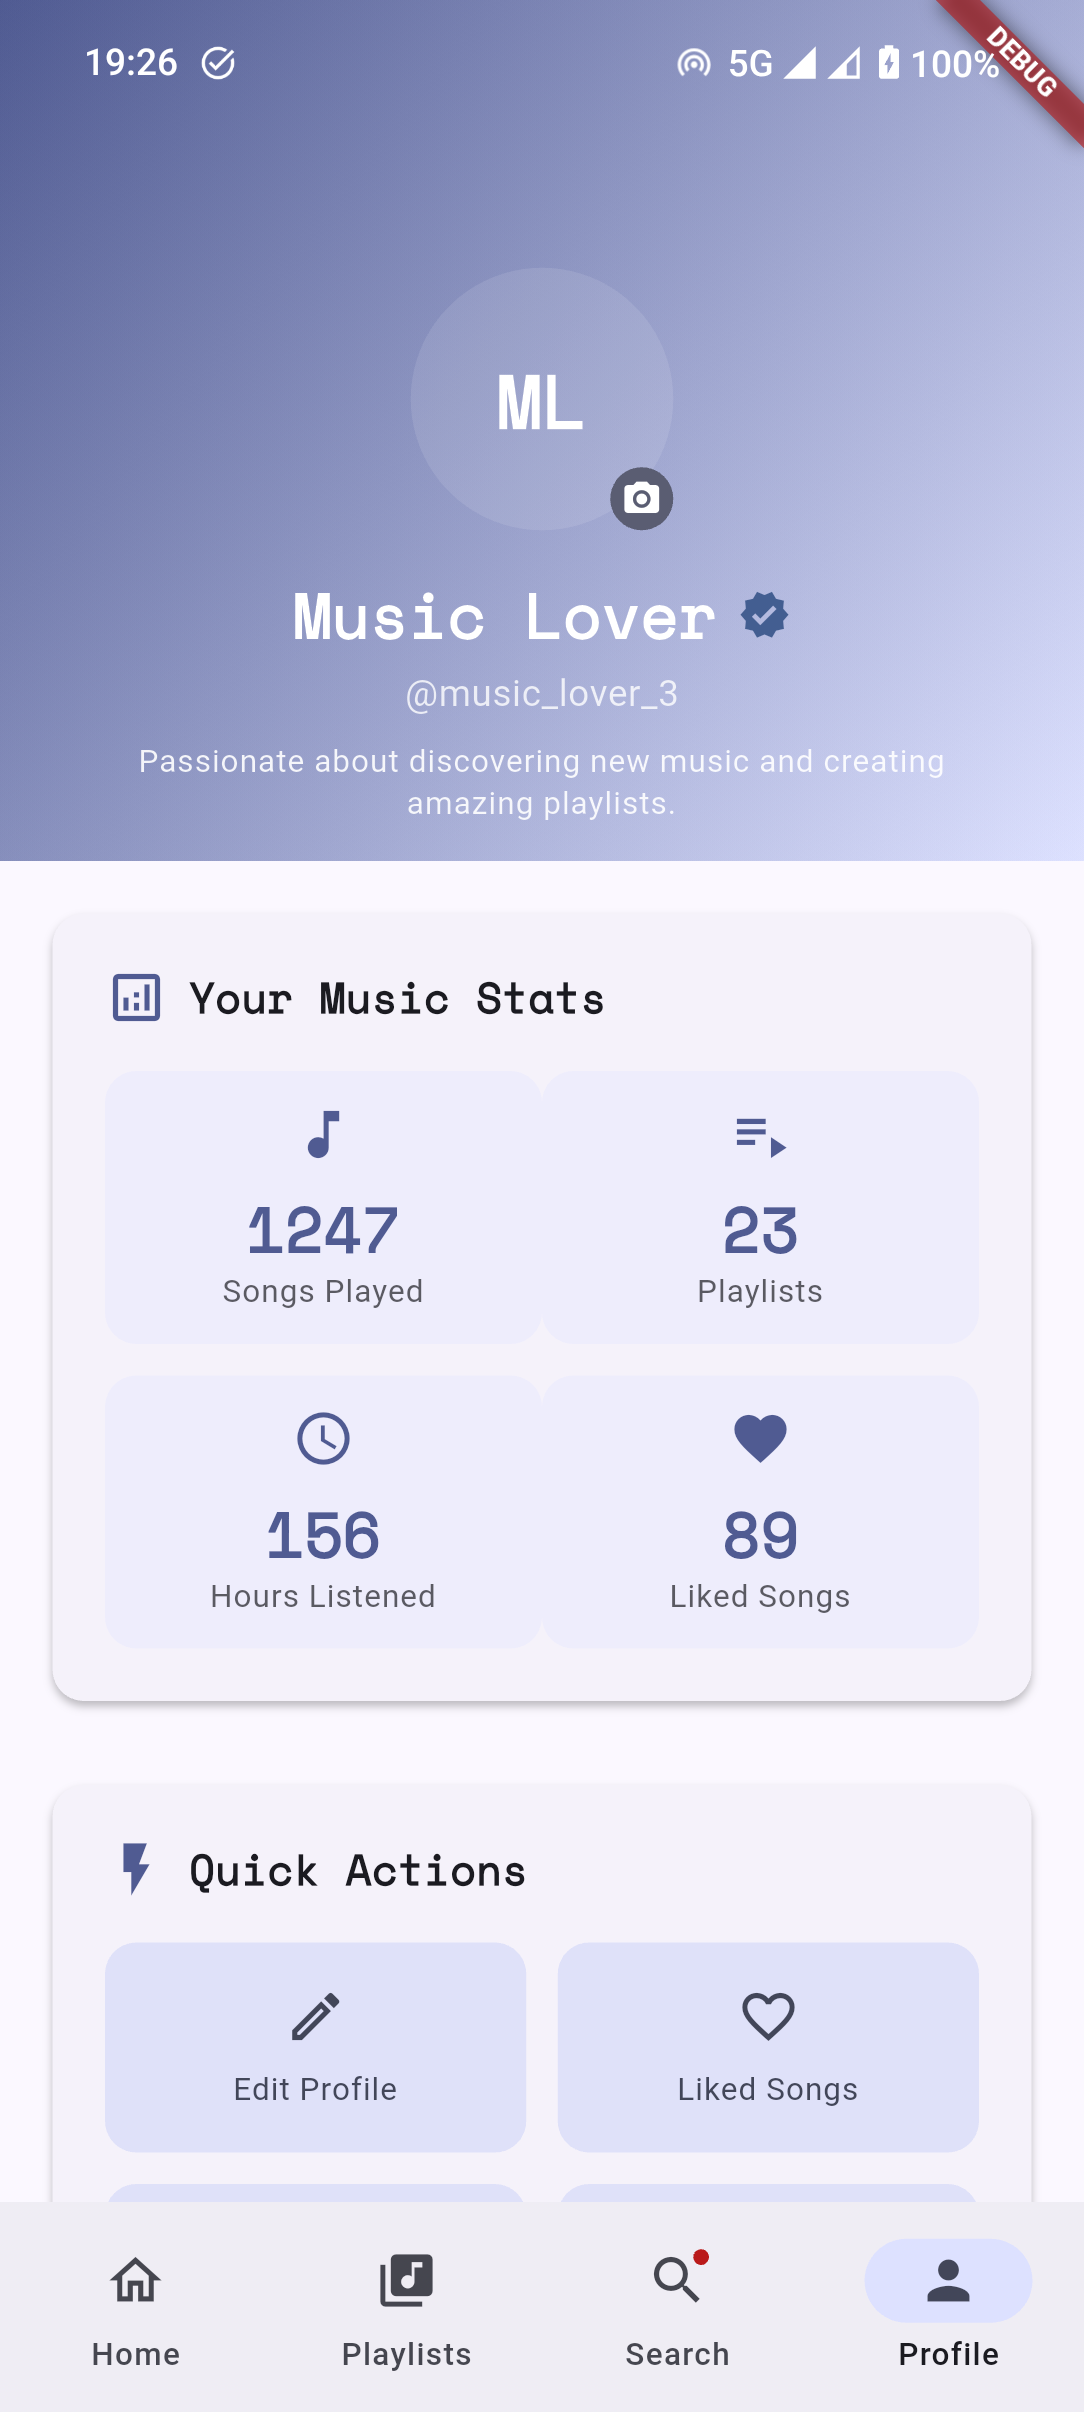 19:26
5G
100%
DEBUG
ML
Music Lover
@music_lover_3
Passionate about discovering new music and creating
amazing playlists.
Your Music Stats
1247
Songs Played
23
Playlists
156
Hours Listened
89
Liked Songs
Quick Actions
Edit Profile
Liked Songs
Home
Playlists
Search
Profile